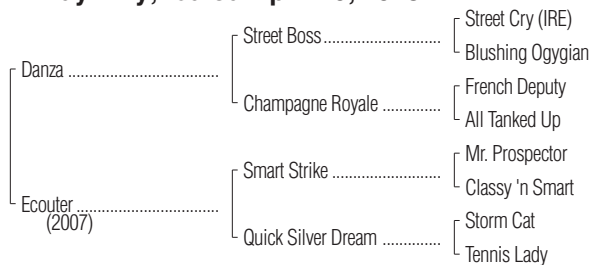 Street Cry (IRE)
Street Boss
Blushing Ogygian
Danza
French Deputy
Champagne Royale
All Tanked Up
Mr. Prospector
Smart Strike
Classy 'n Smart
Ecouter
(2007)
Storm Cat
Quick Silver Dream
Tennis Lady